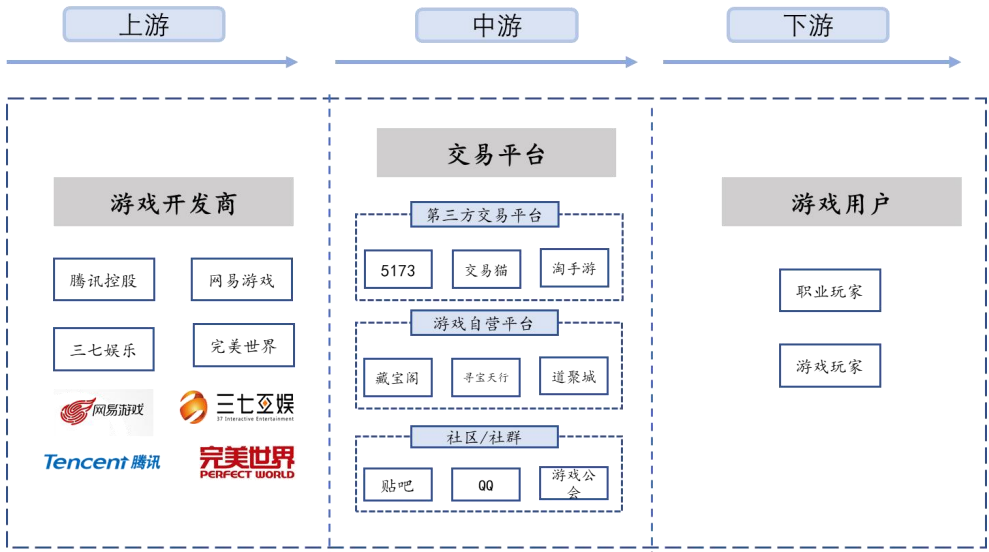 上游
中游
下游
游戏开发商
腾讯控股
网易游戏
三七娱乐
完美世界
网易游戏
三七互娱
37 Interactive Entertainment
Tencent 腾讯
完美世界
PERFECT WORLD
交易平台
第三方交易平台
5173
交易猫
淘手游
游戏自营平台
藏宝阁
寻宝天行
道聚城
社区/社群
贴吧
QQ
游戏公
会
游戏用户
职业玩家
游戏玩家